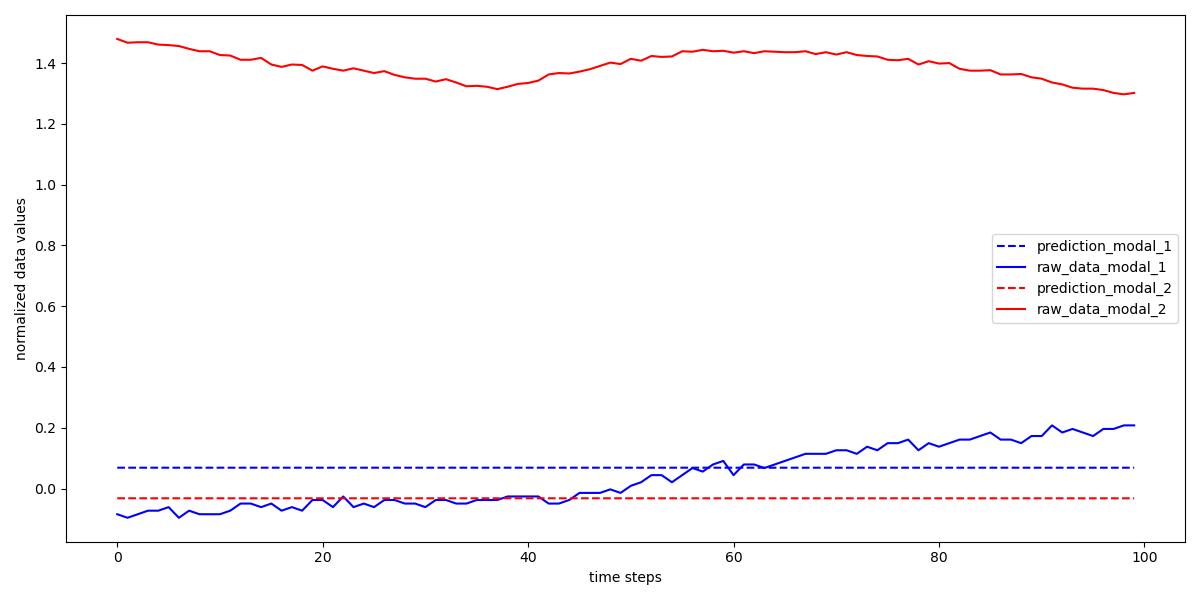 1.4
1.2
1.0
0.8
0.6
0.4
0.2
0.0
normalized data values
prediction_modal_1
raw_data_modal_1
prediction_modal_2
raw_data_modal_2
0 20 40 60 80 100
time steps